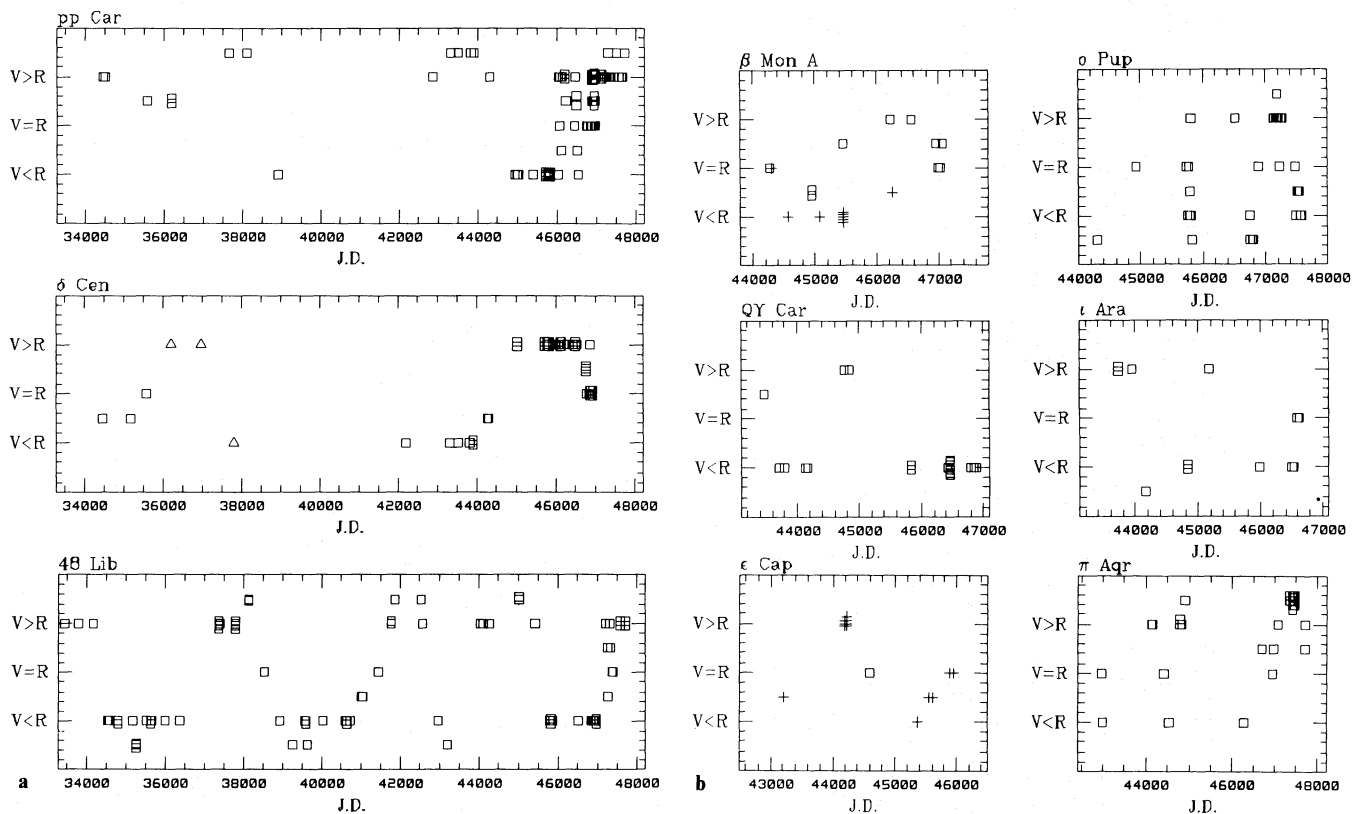 pp Car
V>R
V=R
V<R
34000 36000 38000 40000 42000 44000 46000 48000
J.D.
δ Cen
V>R
V=R
V<R
34000 36000 38000 40000 42000 44000 46000 48000
J.D.
48 Lib
V>R
V=R
V<R
34000 36000 38000 40000 42000 44000 46000 48000
J.D.
a
β Mon A
V>R
V=R
V<R
44000 45000 46000 47000
J.D.
o Pup
V>R
V=R
V<R
44000 45000 46000 47000 48000
J.D.
QY Car
V>R
V=R
V<R
44000 45000 46000 47000
J.D.
ι Ara
V>R
V=R
V<R
44000 45000 46000 47000
J.D.
ϵ Cap
V>R
V=R
V<R
43000 44000 45000 46000
J.D.
π Aqr
V>R
V=R
V<R
44000 46000 48000
J.D.
b